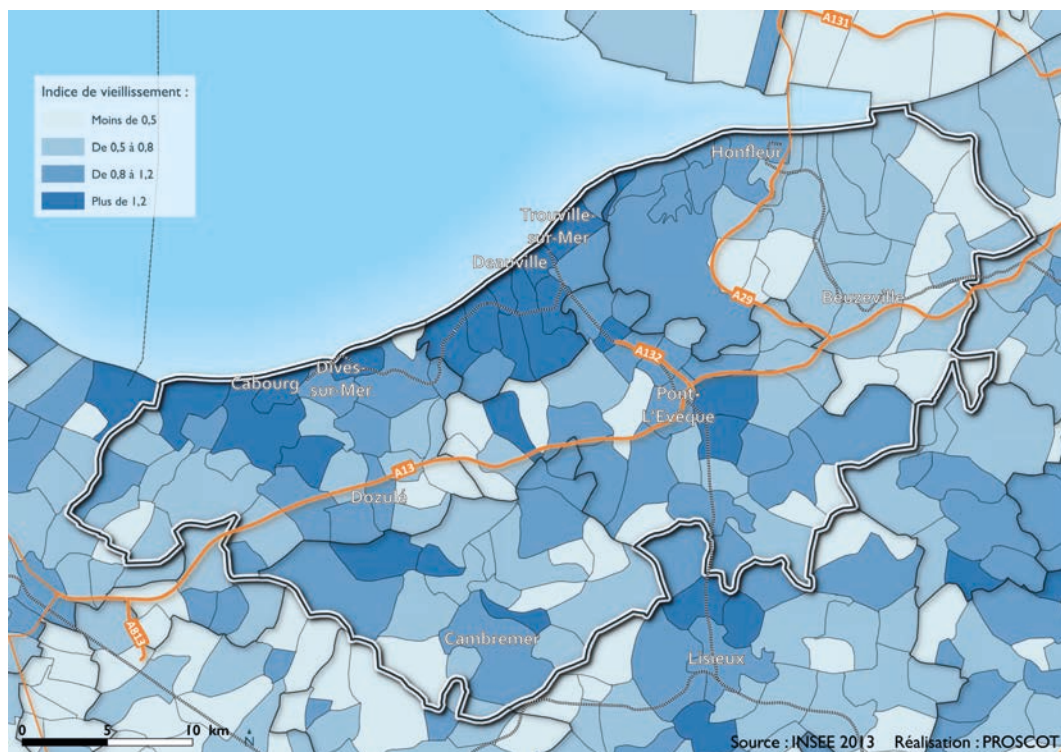 Indice de vieillissement :
Moins de 0,5
De 0,5 à 0,8
De 0,8 à 1,2
Plus de 1,2
A131
Honfleur
Trouville-
sur-Mer
Deauville
A29
Beuzeville
A132
Dives-
sur-Mer
Cabourg
Pont-
L'Evêque
A13
Dozulé
A813
Cambremer
Lisieux
0 5 10 km
N
Source : INSEE 2013 Réalisation : PROSCOT